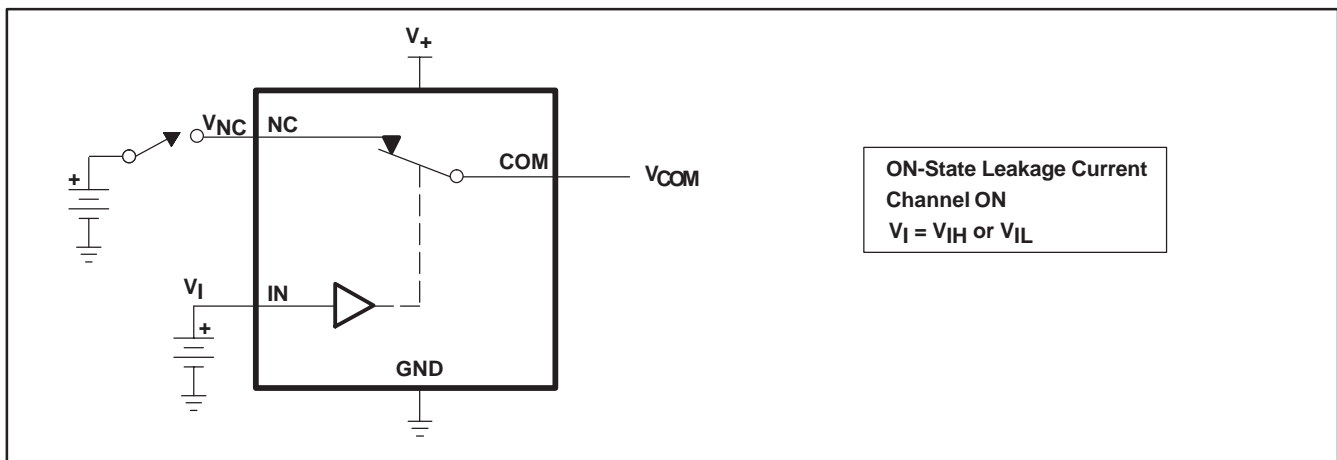 V+
VNC NC
COM
VCOM
+
VI IN
+
GND
ON-State Leakage Current
Channel ON
VI = VIH or VIL